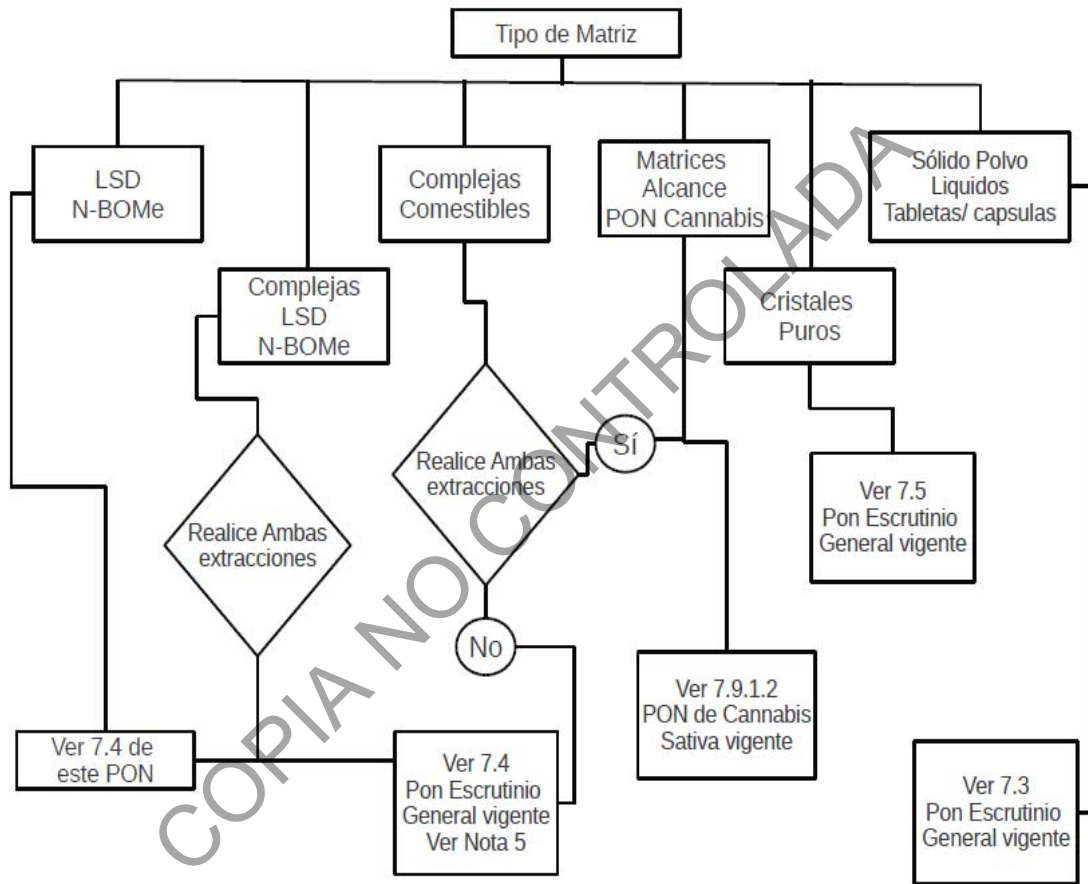 Tipo de Matriz
LSD
N-BOMe
Complejas
Comestibles
Matrices
Alcance
PON Cannabis
Sólido Polvo
Liquidos
Tabletas/ capsulas
Complejas
LSD
N-BOMe
Cristales
Puros
Realice Ambas
extracciones
Sí
Realice Ambas
extracciones
Ver 7.5
Pon Escrutinio
General vigente
No
Ver 7.4 de
este PON
Ver 7.4
Pon Escrutinio
General vigente
Ver Nota 5
Ver 7.9.1.2
PON de Cannabis
Sativa vigente
Ver 7.3
Pon Escrutinio
General vigente
COPIA NO CONTROLADA